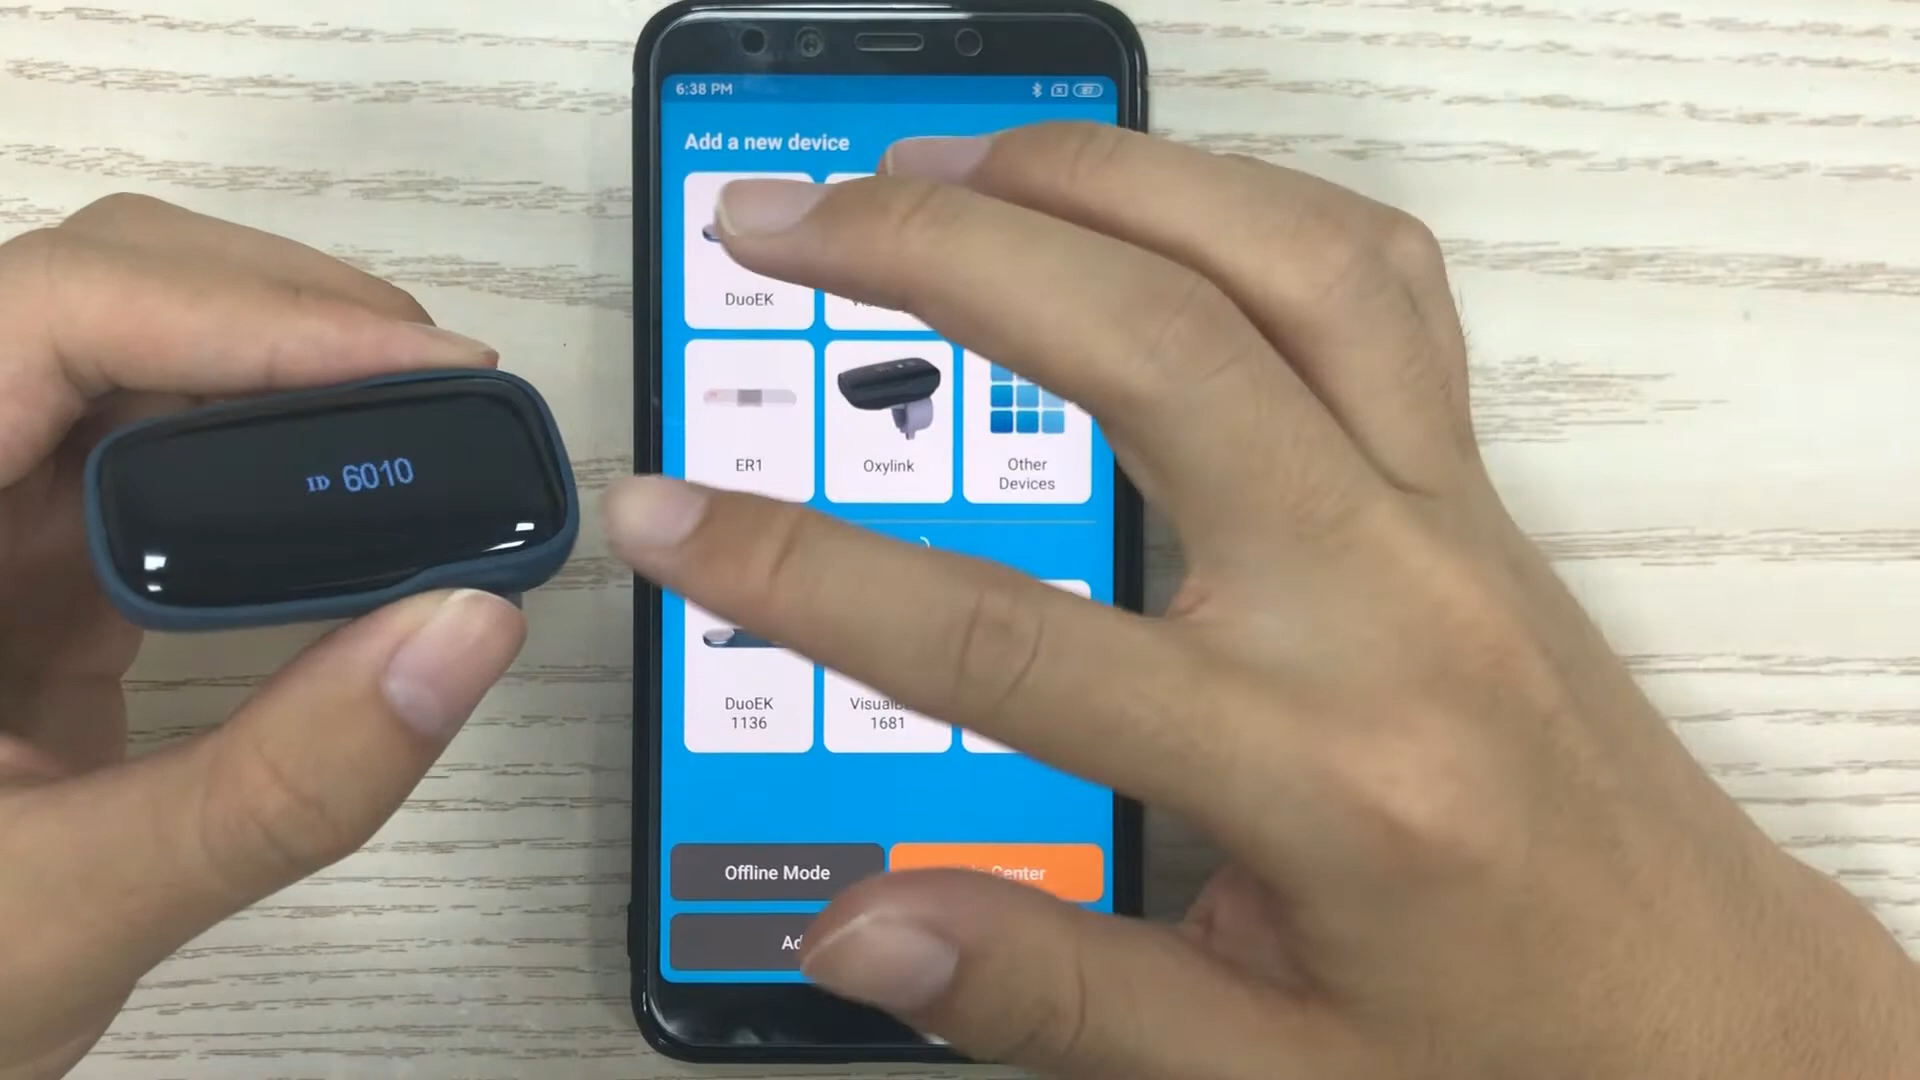 6:38 PM
87
Add a new device
DuoEK
ER1
Oxylink
Other
Devices
ID 6010
DuoEK
1136
1681
Offline Mode
Center